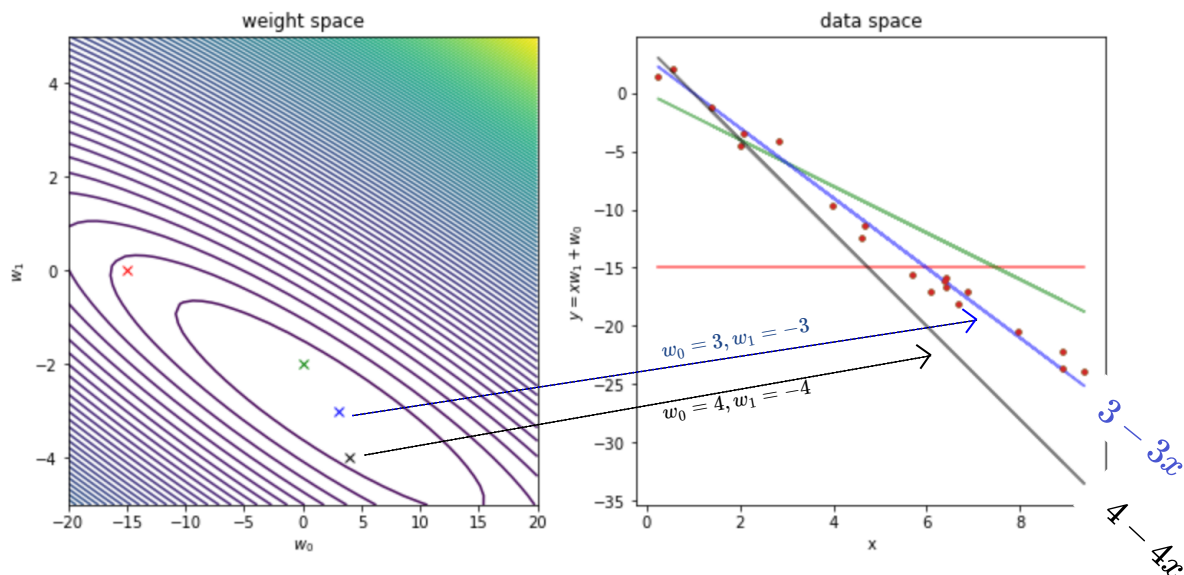 weight space
data space
4
2
0
−2
−4
w₁
−20
−15
−10
−5
0
5
10
15
20
w₀
0
−5
−10
−15
−20
−25
−30
−35
y = xw₁ + w₀
0
2
4
6
8
x
w₀ = 3, w₁ = −3
w₀ = 4, w₁ = −4
3 − 3x
4 − 4x